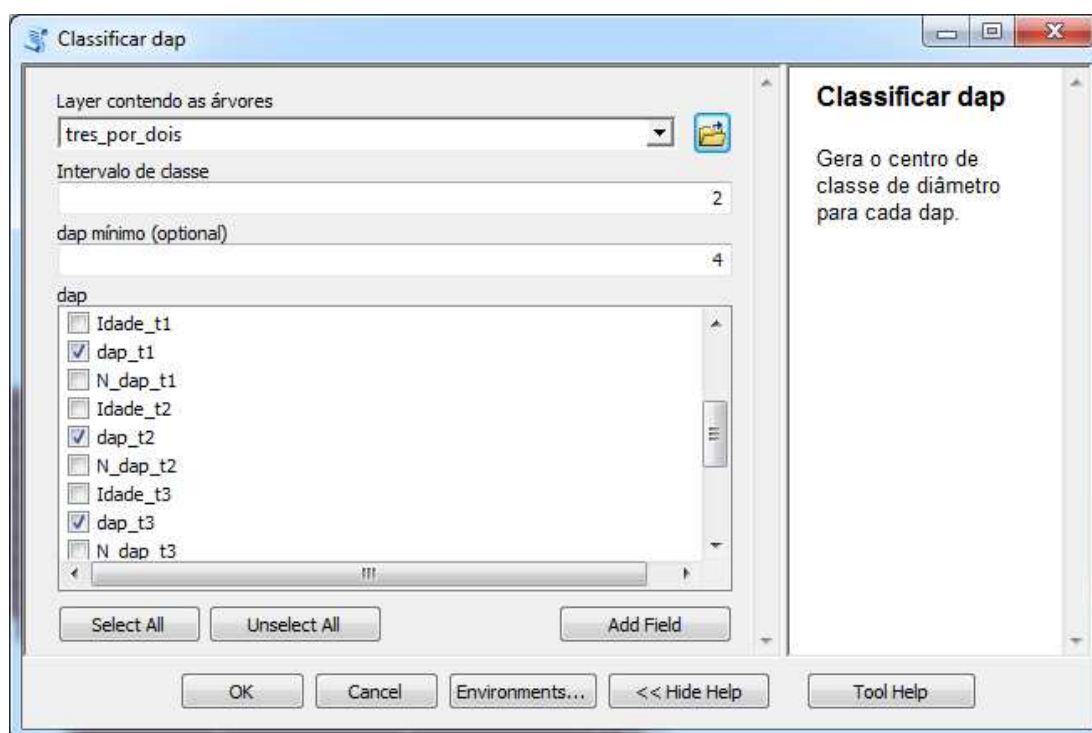 Classificar dap
Layer contendo as árvores
tres_por_dois
Intervalo de classe
2
dap mínimo (optional)
4
dap
Idade_t1
dap_t1
N_dap_t1
Idade_t2
dap_t2
N_dap_t2
Idade_t3
dap_t3
N_dap_t3
Select All
Unselect All
Add Field
Classificar dap
Gera o centro de
classe de diâmetro
para cada dap.
OK
Cancel
Environments...
<< Hide Help
Tool Help